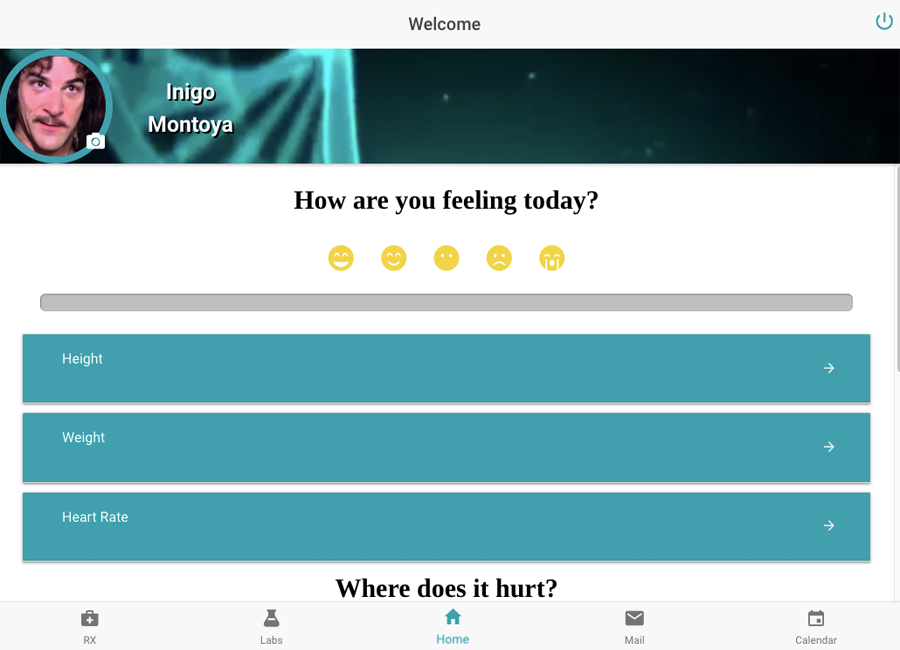 Welcome
Inigo
Montoya
How are you feeling today?
Height
Weight
Heart Rate
Where does it hurt?
RX
Labs
Home
Mail
Calendar